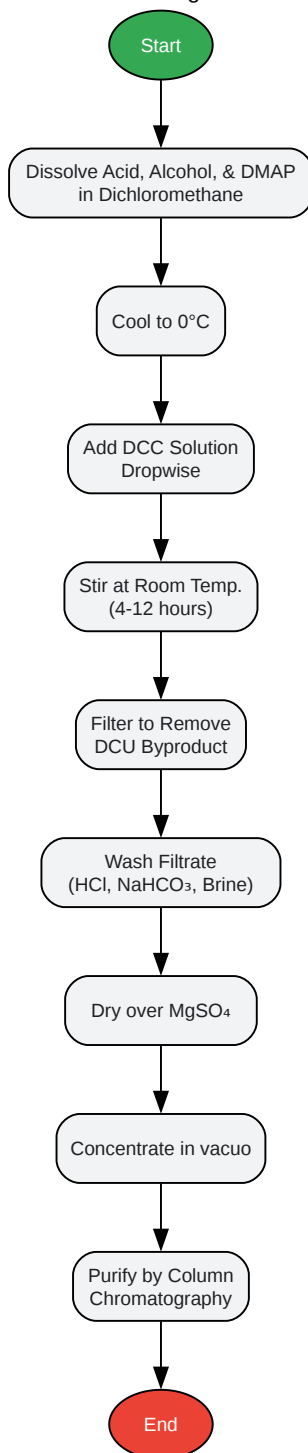 Start
Dissolve Acid, Alcohol, & DMAP
in Dichloromethane
Cool to 0°C
Add DCC Solution
Dropwise
Stir at Room Temp.
(4-12 hours)
Filter to Remove
DCU Byproduct
Wash Filtrate
(HCl, NaHCO₃, Brine)
Dry over MgSO₄
Concentrate in vacuo
Purify by Column
Chromatography
End